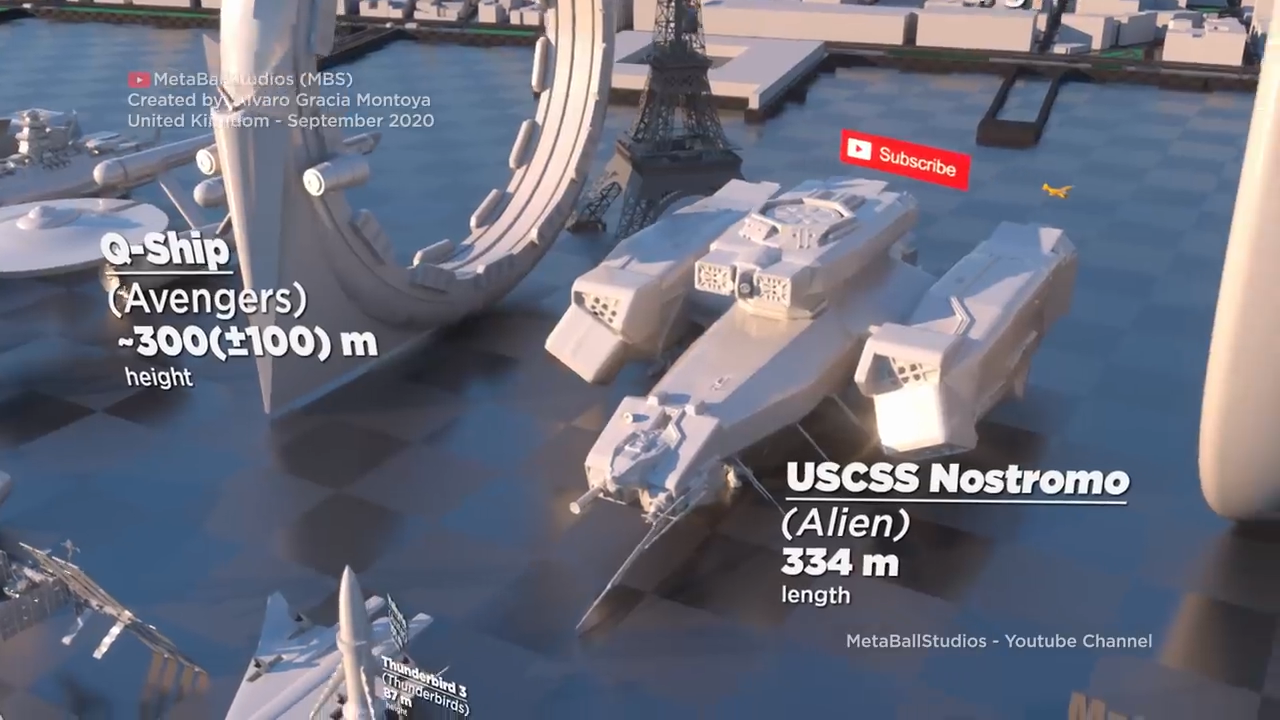 MetaBallStudios (MBS)
Created by: Alvaro Gracia Montoya
United Kingdom - September 2020
Subscribe
Q-Ship
(Avengers)
~300(±100) m
height
USCSS Nostromo
(Alien)
334 m
length
MetaBallStudios - Youtube Channel
Thunderbird 3
(Thunderbirds)
87 m
height